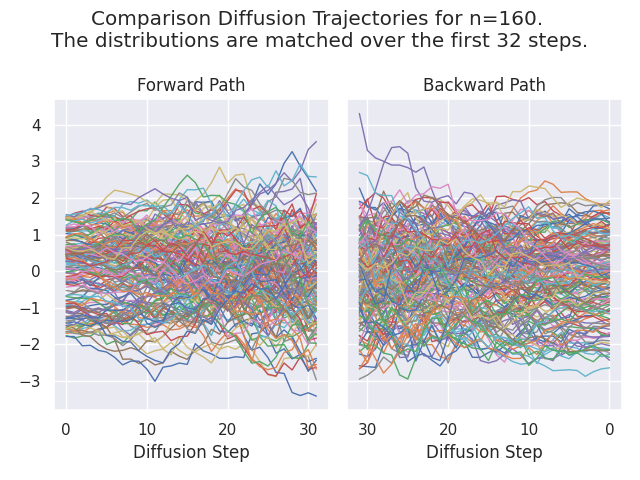 Comparison Diffusion Trajectories for n=160.
The distributions are matched over the first 32 steps.
Forward Path
Backward Path
4
3
2
1
0
−1
−2
−3
0 10 20 30
30 20 10 0
Diffusion Step
Diffusion Step